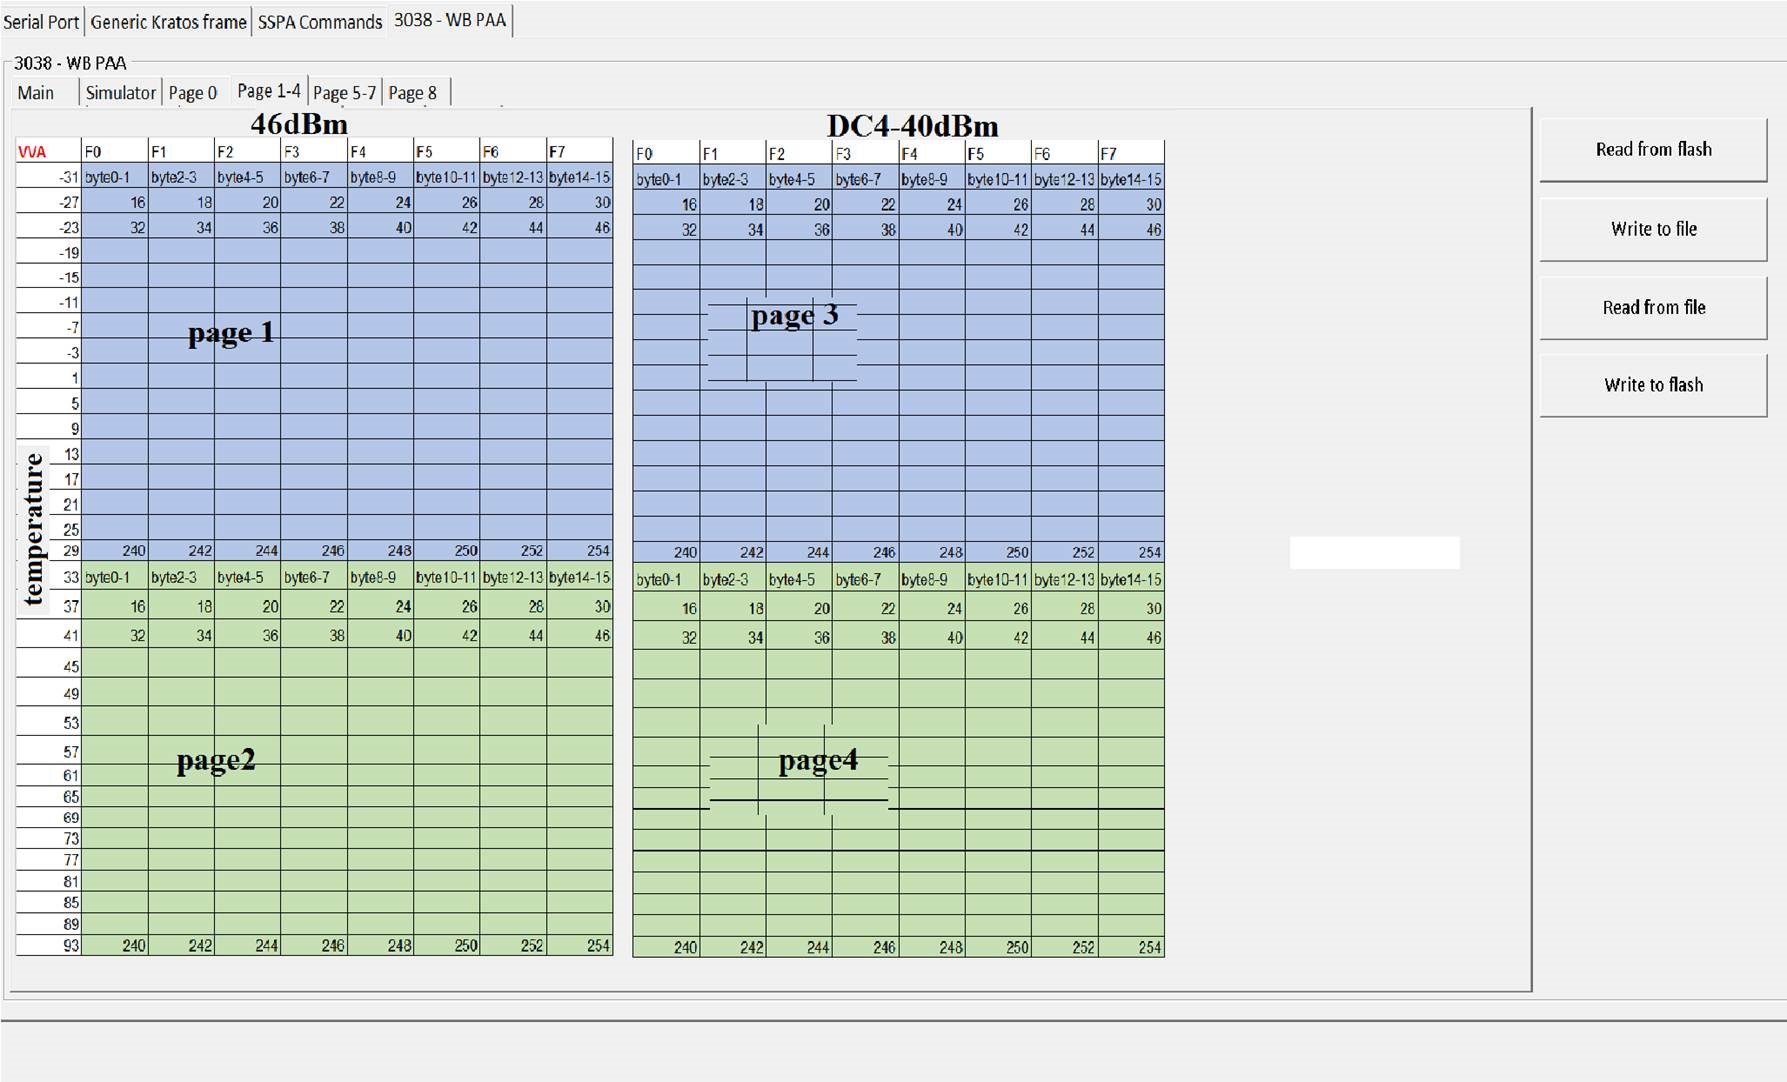 Serial Port Generic Kratos frame SSPA Commands 3038 - WB PAA
3038 - WB PAA
Main Simulator Page 0 Page 1-4 Page 5-7 Page 8
46dBm DC4-40dBm
VVA F0 F1 F2 F3 F4 F5 F6 F7 F0 F1 F2 F3 F4 F5 F6 F7
-31 byte0-1 byte2-3 byte4-5 byte6-7 byte8-9 byte10-11 byte12-13 byte14-15 byte0-1 byte2-3 byte4-5 byte6-7 byte8-9 byte10-11 byte12-13 byte14-15
-27 16 18 20 22 24 26 28 30 16 18 20 22 24 26 28 30
-23 32 34 36 38 40 42 44 46 32 34 36 38 40 42 44 46
-19
-15
-11
page 3
-7
page 1
-3
1
5
9
13
17
21
25
temperature
29 240 242 244 246 248 250 252 254 240 242 244 246 248 250 252 254
33 byte0-1 byte2-3 byte4-5 byte6-7 byte8-9 byte10-11 byte12-13 byte14-15 byte0-1 byte2-3 byte4-5 byte6-7 byte8-9 byte10-11 byte12-13 byte14-15
37 16 18 20 22 24 26 28 30 16 18 20 22 24 26 28 30
41 32 34 36 38 40 42 44 46 32 34 36 38 40 42 44 46
45
49
53
57
page2 page4
61
65
69
73
77
81
85
89
93 240 242 244 246 248 250 252 254 240 242 244 246 248 250 252 254
Read from flash
Write to file
Read from file
Write to flash